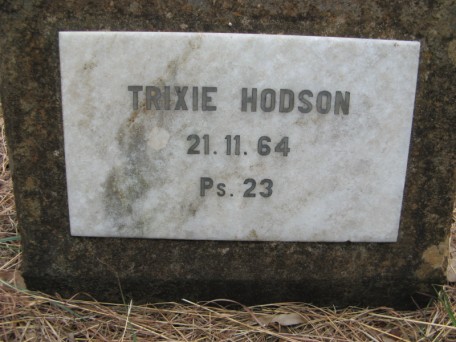 TRIXIE HODSON
21.11.64
Ps. 23